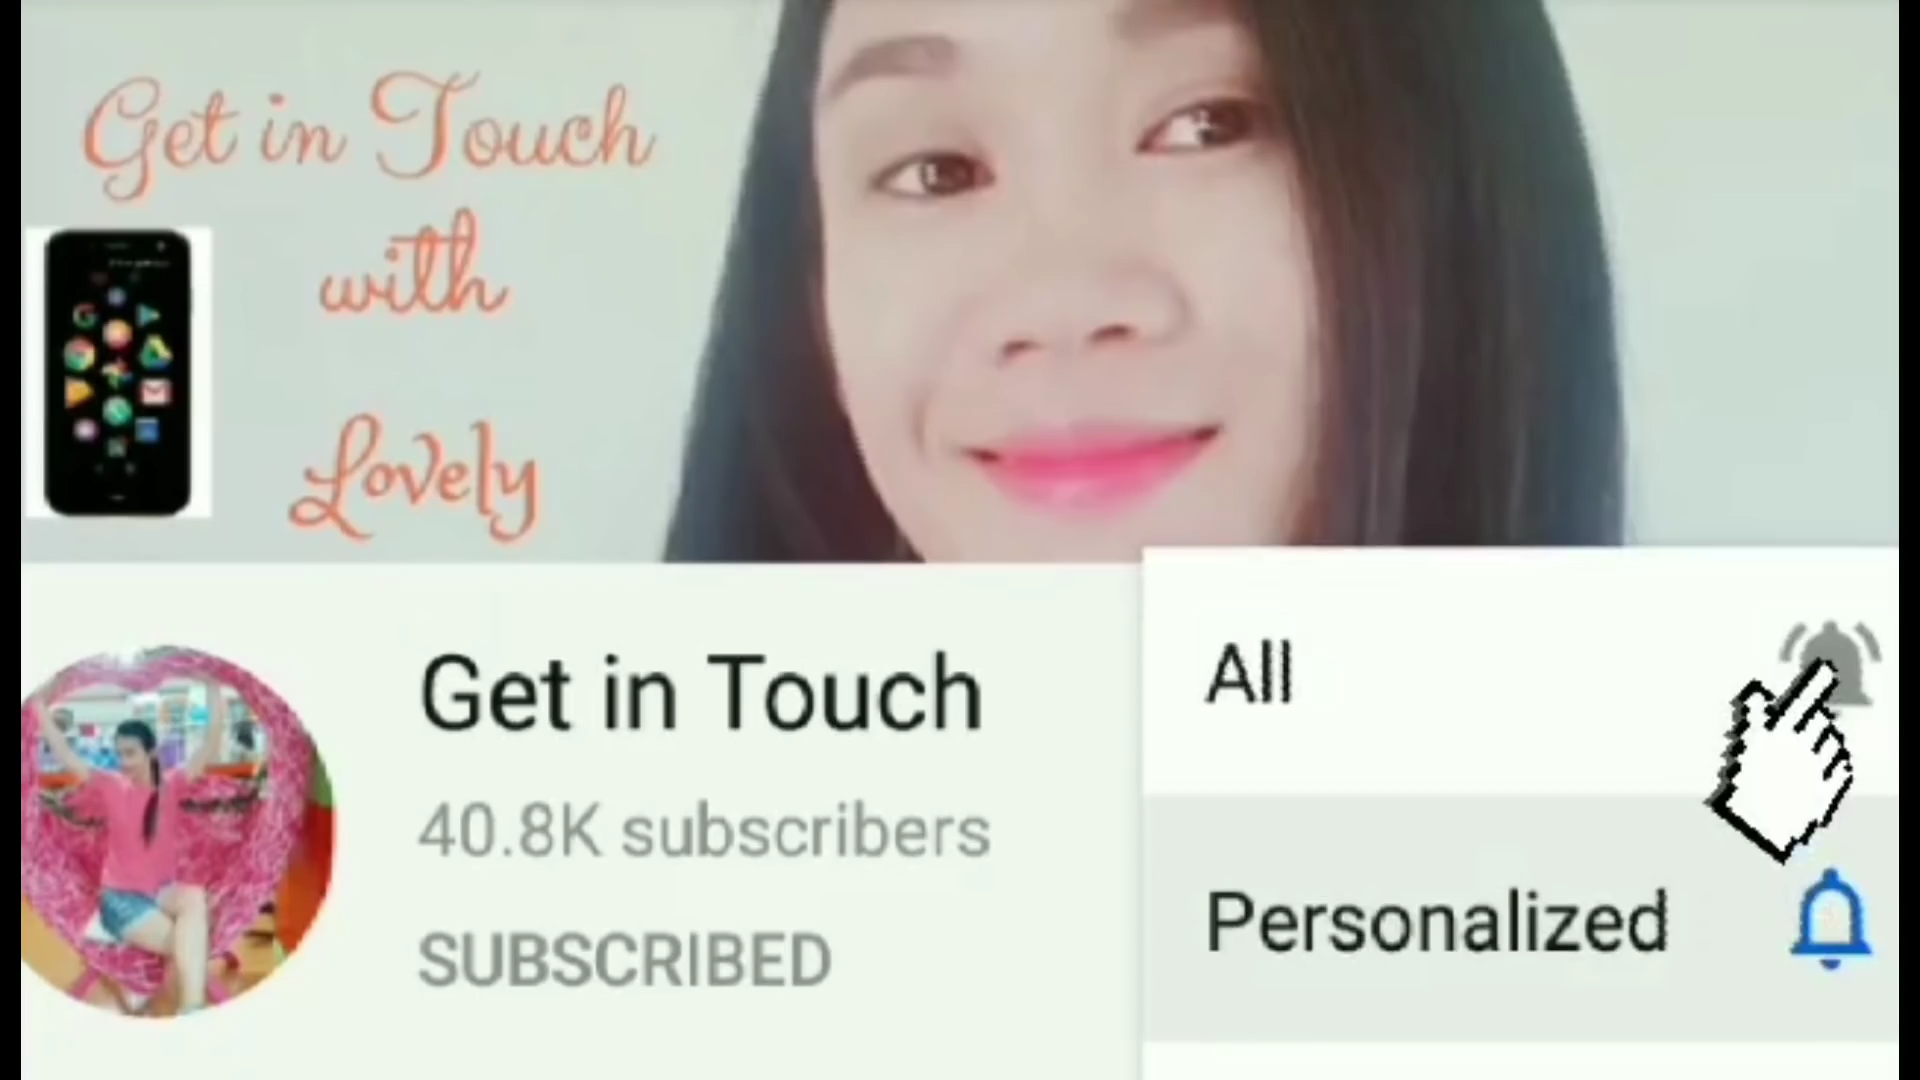 Get in Touch
with
Lovely
Get in Touch
40.8K subscribers
SUBSCRIBED
All
Personalized